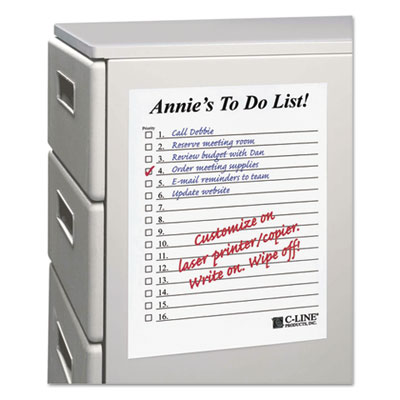 Annie's To Do List!
Priority
1. Call Debbie
2. Reserve meeting room
3. Review budget with Dan
4. Order meeting supplies
5. E-mail reminders to team
6. Update website
7.
8.
9.
10.
11.
12.
13.
14.
15.
16.
Customize on
laser printer/copier.
Write on. Wipe off!
C-LINE®
PRODUCTS, INC.